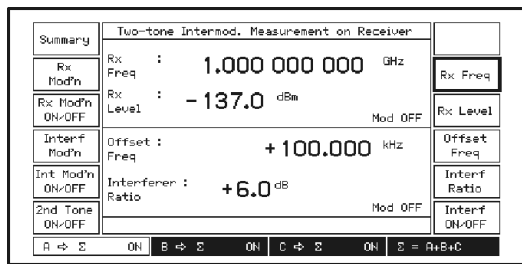 Two-tone Intermod. Measurement on Receiver
Summary
Rx
Mod'n
Rx Mod'n
ON/OFF
Interf
Mod'n
Int Mod'n
ON/OFF
2nd Tone
ON/OFF
Rx Freq : 1.000 000 000 GHz
Rx Level : -137.0 dBm
Mod OFF
Offset : Freq +100.000 kHz
Interferer : Ratio +6.0 dB
Mod OFF
Rx Freq
Rx Level
Offset
Freq
Interf
Ratio
Interf
ON/OFF
A ⇨ Σ ON B ⇨ Σ ON C ⇨ Σ ON Σ = A+B+C